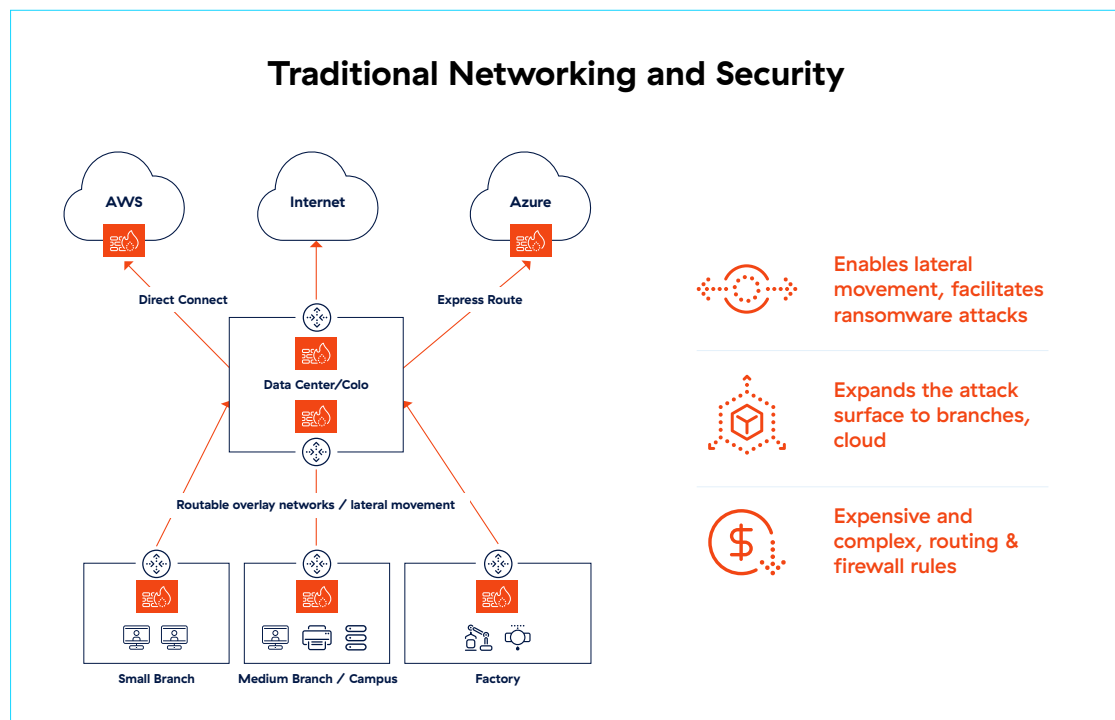 Traditional Networking and Security
AWS
Internet
Azure
Direct Connect
Express Route
Data Center/Colo
Routable overlay networks / lateral movement
Small Branch
Medium Branch / Campus
Factory
Enables lateral
movement, facilitates
ransomware attacks
Expands the attack
surface to branches,
cloud
$
Expensive and
complex, routing &
firewall rules